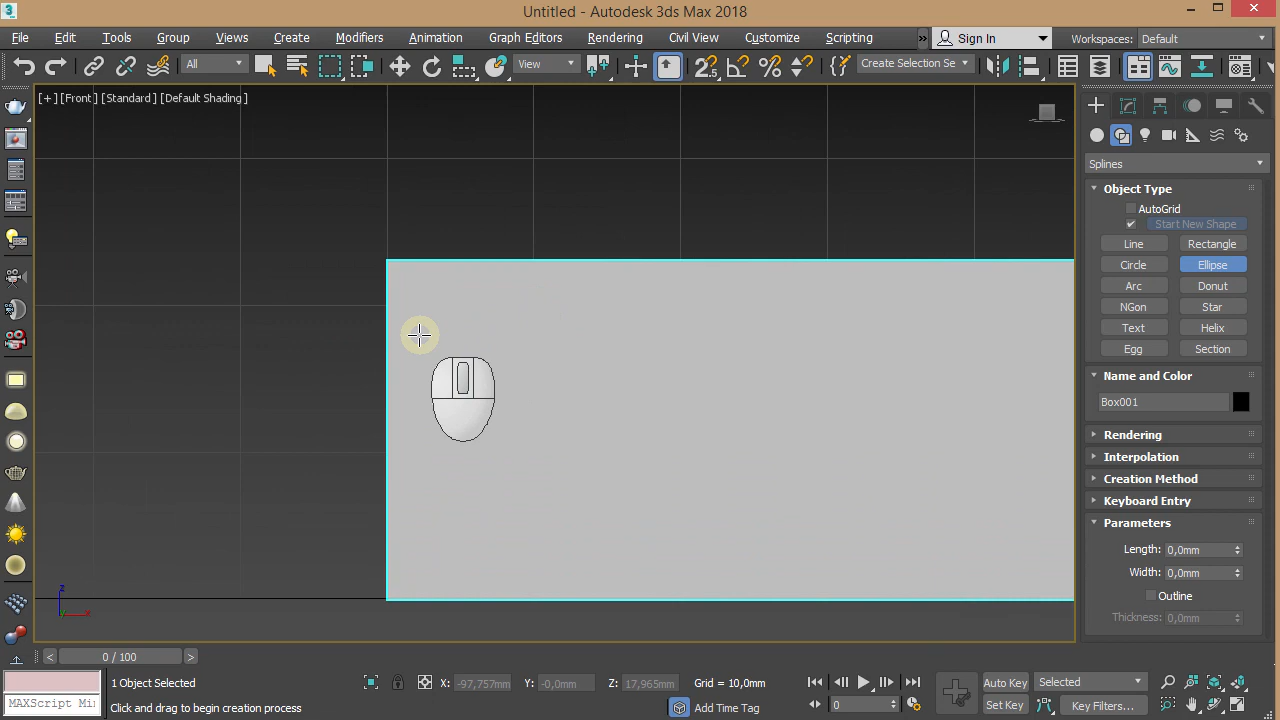 3
Untitled - Autodesk 3ds Max 2018
File Edit Tools Group Views Create Modifiers Animation Graph Editors Rendering Civil View Customize Scripting » Sign In Workspaces: Default
All View Create Selection Se
[+] [Front] [Standard] [Default Shading]
Splines
Object Type
AutoGrid
Start New Shape
Line Rectangle
Circle Ellipse
Arc Donut
NGon Star
Text Helix
Egg Section
Name and Color
Box001
Rendering
Interpolation
Creation Method
Keyboard Entry
Parameters
Length: 0,0mm
Width: 0,0mm
Outline
Thickness: 0,0mm
z
< 0 / 100 >
1 Object Selected X: -97,757mm Y: -0,0mm Z: 17,965mm Grid = 10,0mm Auto Key Selected
MAXScript Mi Click and drag to begin creation process Add Time Tag 0 Set Key Key Filters...